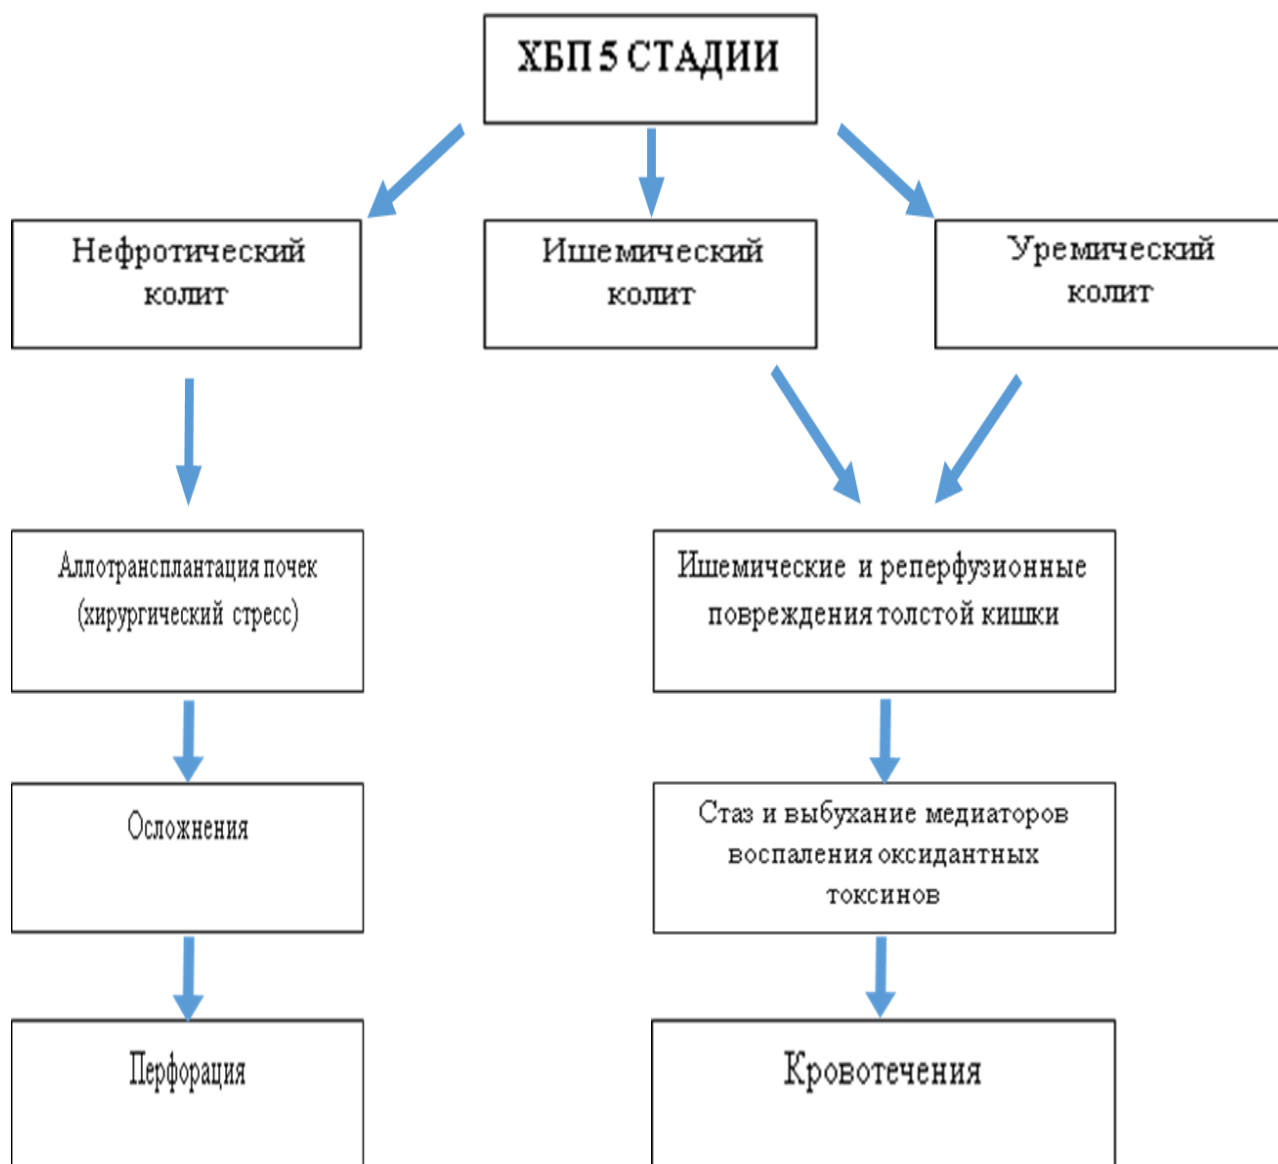 ХБП 5 СТАДИИ
Нефротический
колит
Ишемический
колит
Уремический
колит
Аллотрансплантация почек
(хирургический стресс)
Ишемические и реперфузионные
повреждения толстой кишки
Осложнения
Стаз и выбухание медиаторов
воспаления оксидантных
токсинов
Перфорация
Кровотечения